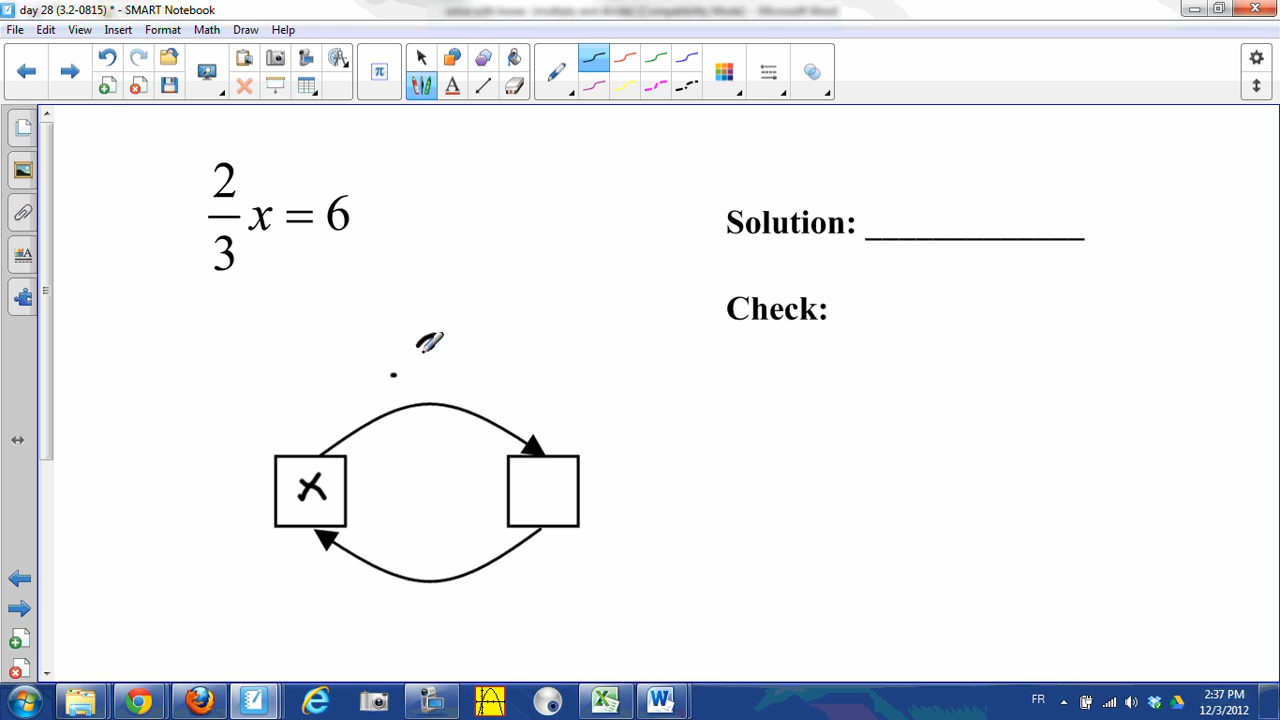 day 28 (3.2-0815) * - SMART Notebook
File Edit View Insert Format Math Draw Help
π
A
2
3
x = 6
Solution: _____________
Check:
.
x
FR
2:37 PM
12/3/2012